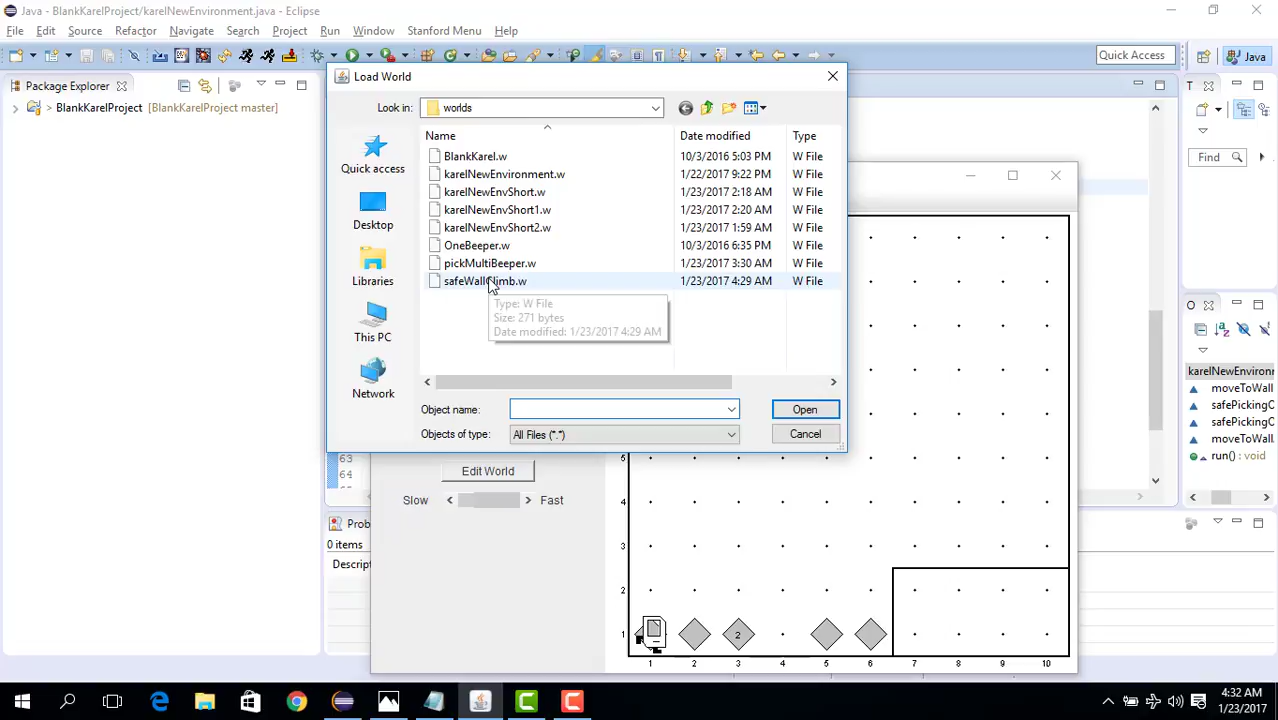 Java - BlankKarelProject/karelNewEnvironment.java - Eclipse
File Edit Source Refactor Navigate Search Project Run Window Stanford Menu Help
Quick Access Java
Package Explorer
BlankKarelProject [BlankKarelProject master]
Load World
Look in: worlds
Name Date modified Type
BlankKarel.w 10/3/2016 5:03 PM W File
karelNewEnvironment.w 1/22/2017 9:22 PM W File
karelNewEnvShort.w 1/23/2017 2:18 AM W File
karelNewEnvShort1.w 1/23/2017 2:20 AM W File
karelNewEnvShort2.w 1/23/2017 1:59 AM W File
OneBeeper.w 10/3/2016 6:35 PM W File
pickMultiBeeper.w 1/23/2017 3:30 AM W File
safeWallClimb.w 1/23/2017 4:29 AM W File
Type: W File
Size: 271 bytes
Date modified: 1/23/2017 4:29 AM
Quick access
Desktop
Libraries
This PC
Network
Object name: Open
Objects of type: All Files (*.*) Cancel
T
Find
O
karelNewEnvironr
moveToWall
safePickingC
safePickingC
moveToWall
run() : void
63
64
Edit World
Slow Fast
Prob
0 items
Descript
5
4
3
2
1
2
1 2 3 4 5 6 7 8 9 10
4:32 AM
1/23/2017